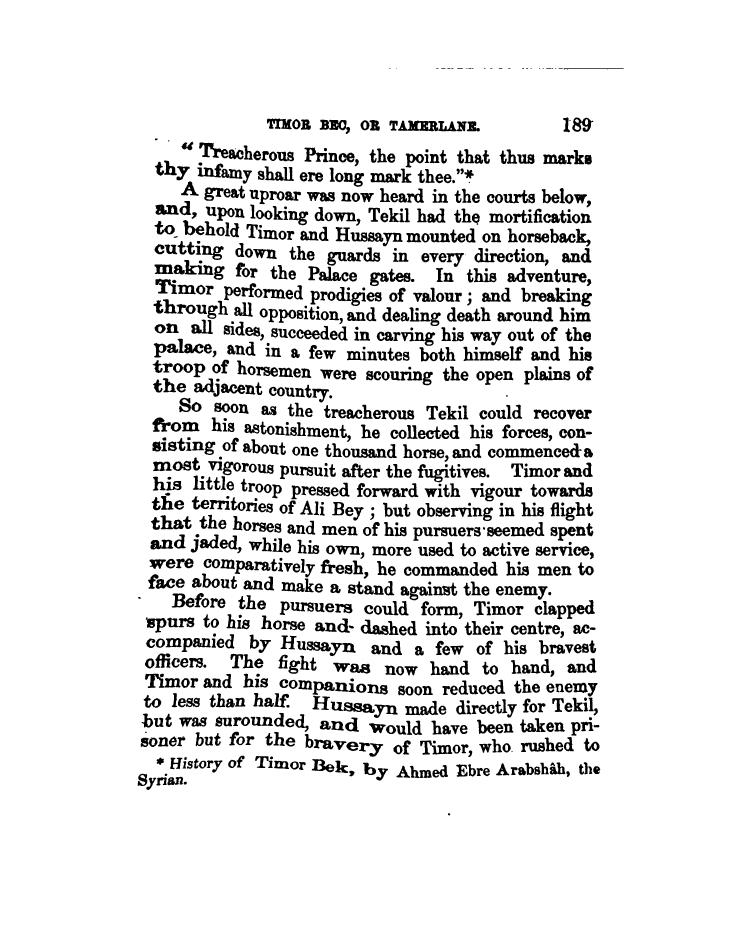 TIMOR BEC, OR TAMERLANE. 189
“ Treacherous Prince, the point that thus marks
thy infamy shall ere long mark thee.”*
A great uproar was now heard in the courts below,
and, upon looking down, Tekil had the mortification
to behold Timor and Hussayn mounted on horseback,
cutting down the guards in every direction, and
making for the Palace gates. In this adventure,
Timor performed prodigies of valour ; and breaking
through all opposition, and dealing death around him
on all sides, succeeded in carving his way out of the
palace, and in a few minutes both himself and his
troop of horsemen were scouring the open plains of
the adjacent country.
So soon as the treacherous Tekil could recover
from his astonishment, he collected his forces, con-
sisting of about one thousand horse, and commenced a
most vigorous pursuit after the fugitives. Timor and
his little troop pressed forward with vigour towards
the territories of Ali Bey ; but observing in his flight
that the horses and men of his pursuers seemed spent
and jaded, while his own, more used to active service,
were comparatively fresh, he commanded his men to
face about and make a stand against the enemy.
Before the pursuers could form, Timor clapped
spurs to his horse and dashed into their centre, ac-
companied by Hussayn and a few of his bravest
officers. The fight was now hand to hand, and
Timor and his companions soon reduced the enemy
to less than half. Hussayn made directly for Tekil,
but was surounded, and would have been taken pri-
soner but for the bravery of Timor, who rushed to
* History of Timor Bek, by Ahmed Ebre Arabshâh, the
Syrian.